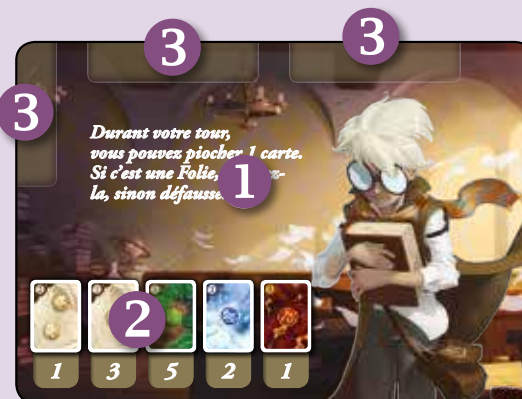 3
3
3
Durant votre tour,
vous pouvez piocher 1 carte.
Si c'est une Folie,
1
la, sinon
2
1 3 5 2 1